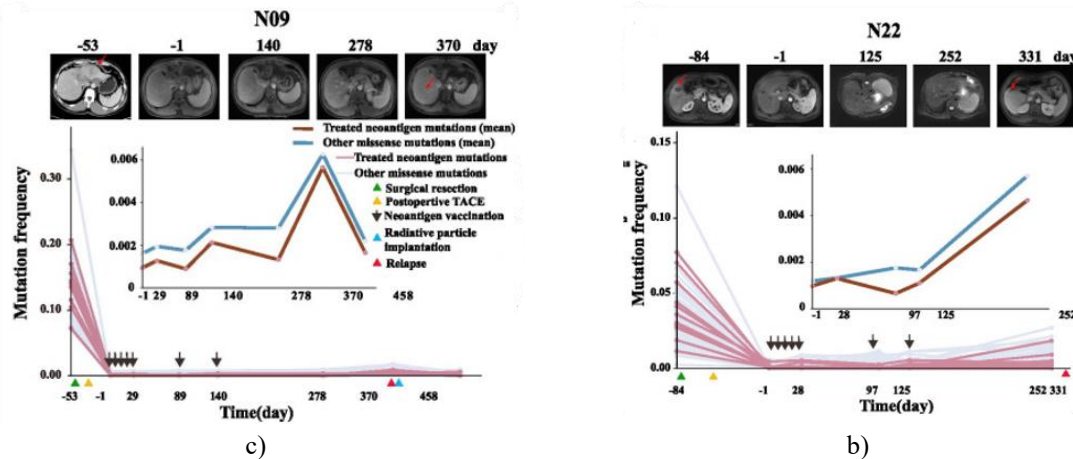 N09
-53 -1 140 278 370 day
Treated neoantigen mutations (mean)
Other missense mutations (mean)
Treated neoantigen mutations
Other missense mutations
Surgical resection
Postopertive TACE
Neoantigen vaccination
Radiative particle
implantation
Relapse
Mutation frequency
0.30
0.20
0.10
0.00
0.006
0.004
0.002
0
-1 29 89 140 278 370 458
-53 -1 29 89 140 278 370 458
Time(day)
c)
N22
-84 -1 125 252 331 day
Mutation frequency
0.15
0.10
0.05
0.00
0.006
0.004
0.002
0
-1 28 97 125 252
-84 -1 28 97 125 252 331
Time(day)
b)